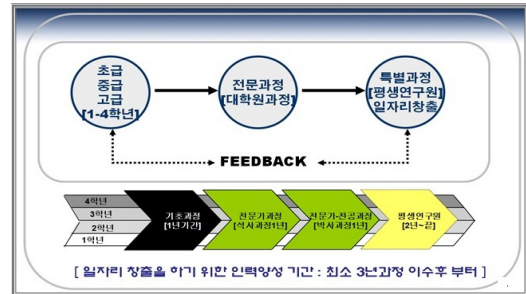 초급
중급
고급
[1-4학년]
전문과정
[대학원과정]
특별과정
[평생연구원]
일자리창출
FEEDBACK
4학년
3학년
2학년
1학년
기초과정
[1년기간]
전문가과정
[석사과정1년]
전문가-전공과정
[박사과정1년]
평생연구원
[2년~끝]
[ 일자리 창출을 하기 위한 인력양성 기간 : 최소 3년과정 이수후 부터 ]